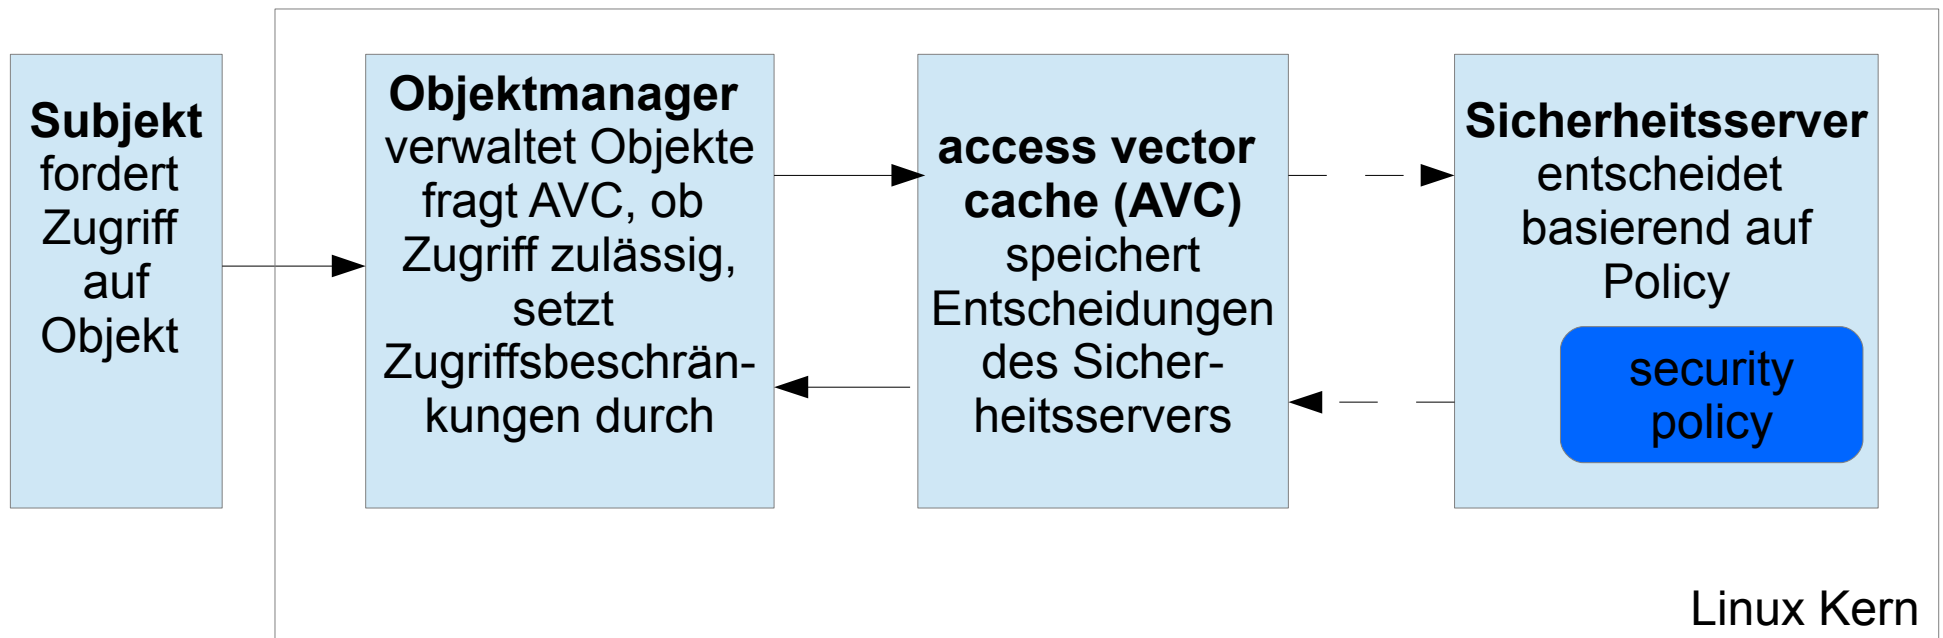 Subjekt
fordert
Zugriff
auf
Objekt
Objektmanager
verwaltet Objekte
fragt AVC, ob
Zugriff zulässig,
setzt
Zugriffsbeschrän-
kungen durch
access vector
cache (AVC)
speichert
Entscheidungen
des Sicher-
heitsservers
Sicherheitsserver
entscheidet
basierend auf
Policy
security
policy
Linux Kern